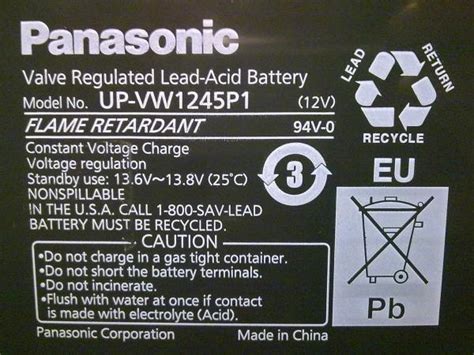 Panasonic
Valve Regulated Lead-Acid Battery
Model No. UP-VW1245P1 (12V)
FLAME RETARDANT 94V-0
Constant Voltage Charge
Voltage regulation
Standby use: 13.6V~13.8V (25°C)
NONSPILLABLE
IN THE U.S.A. CALL 1-800-SAV-LEAD
BATTERY MUST BE RECYCLED.
CAUTION
•Do not charge in a gas tight container.
•Do not short the battery terminals.
•Do not incinerate.
•Flush with water at once if contact
is made with electrolyte (Acid).
Panasonic Corporation Made in China
3
LEAD
RETURN
RECYCLE
EU
Pb